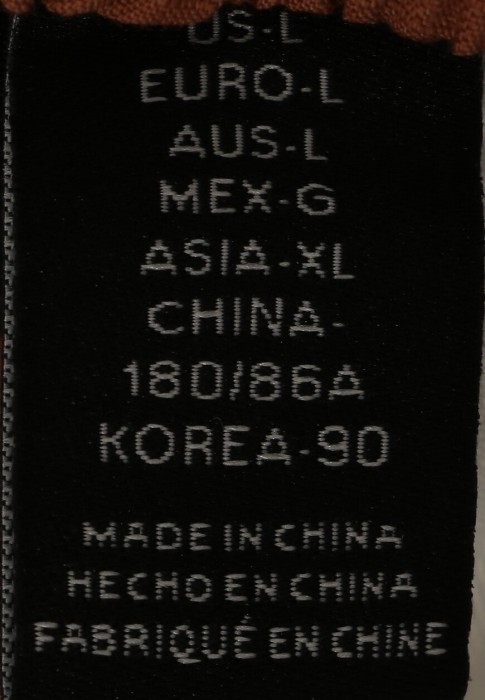 US-L
EURO-L
AUS-L
MEX-G
ASIA-XL
CHINA-
180/86A
KOREA-90
MADE IN CHINA
HECHO EN CHINA
FABRIQUÉ EN CHINE